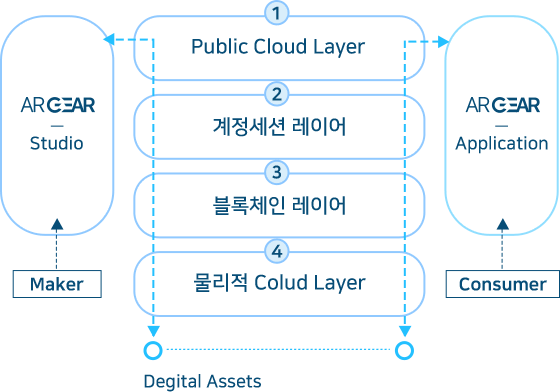 1
Public Cloud Layer
ARGEAR
Studio
2
계정세션 레이어
ARGEAR
Application
3
블록체인 레이어
4
물리적 Colud Layer
Maker
Consumer
Degital Assets